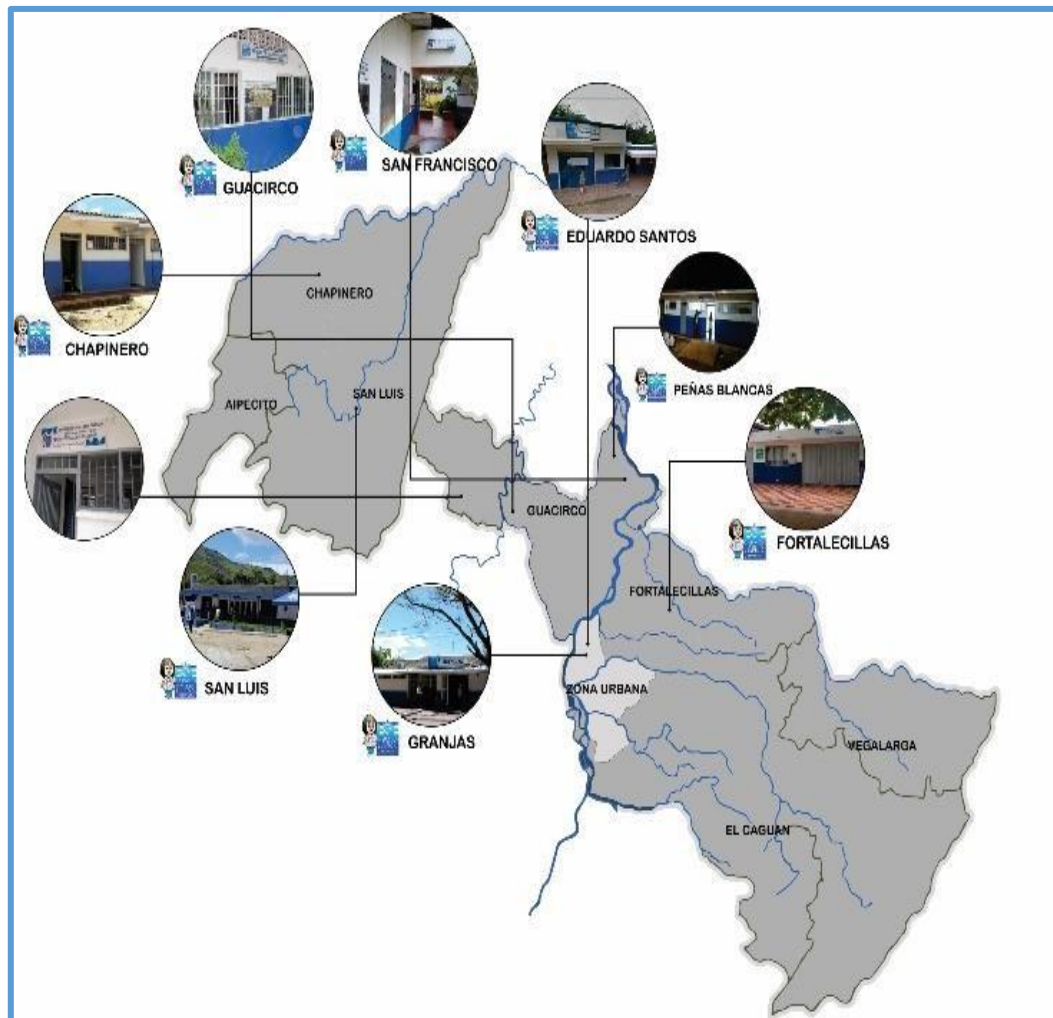 GUACIRCO
SAN FRANCISCO
EDUARDO SANTOS
CHAPINERO
CHAPINERO
PEÑAS BLANCAS
AIPECITO
SAN LUIS
GUACIRCO
FORTALECILLAS
FORTALECILLAS
SAN LUIS
GRANJAS
ZONA URBANA
VEGALARGA
EL CAGUAN